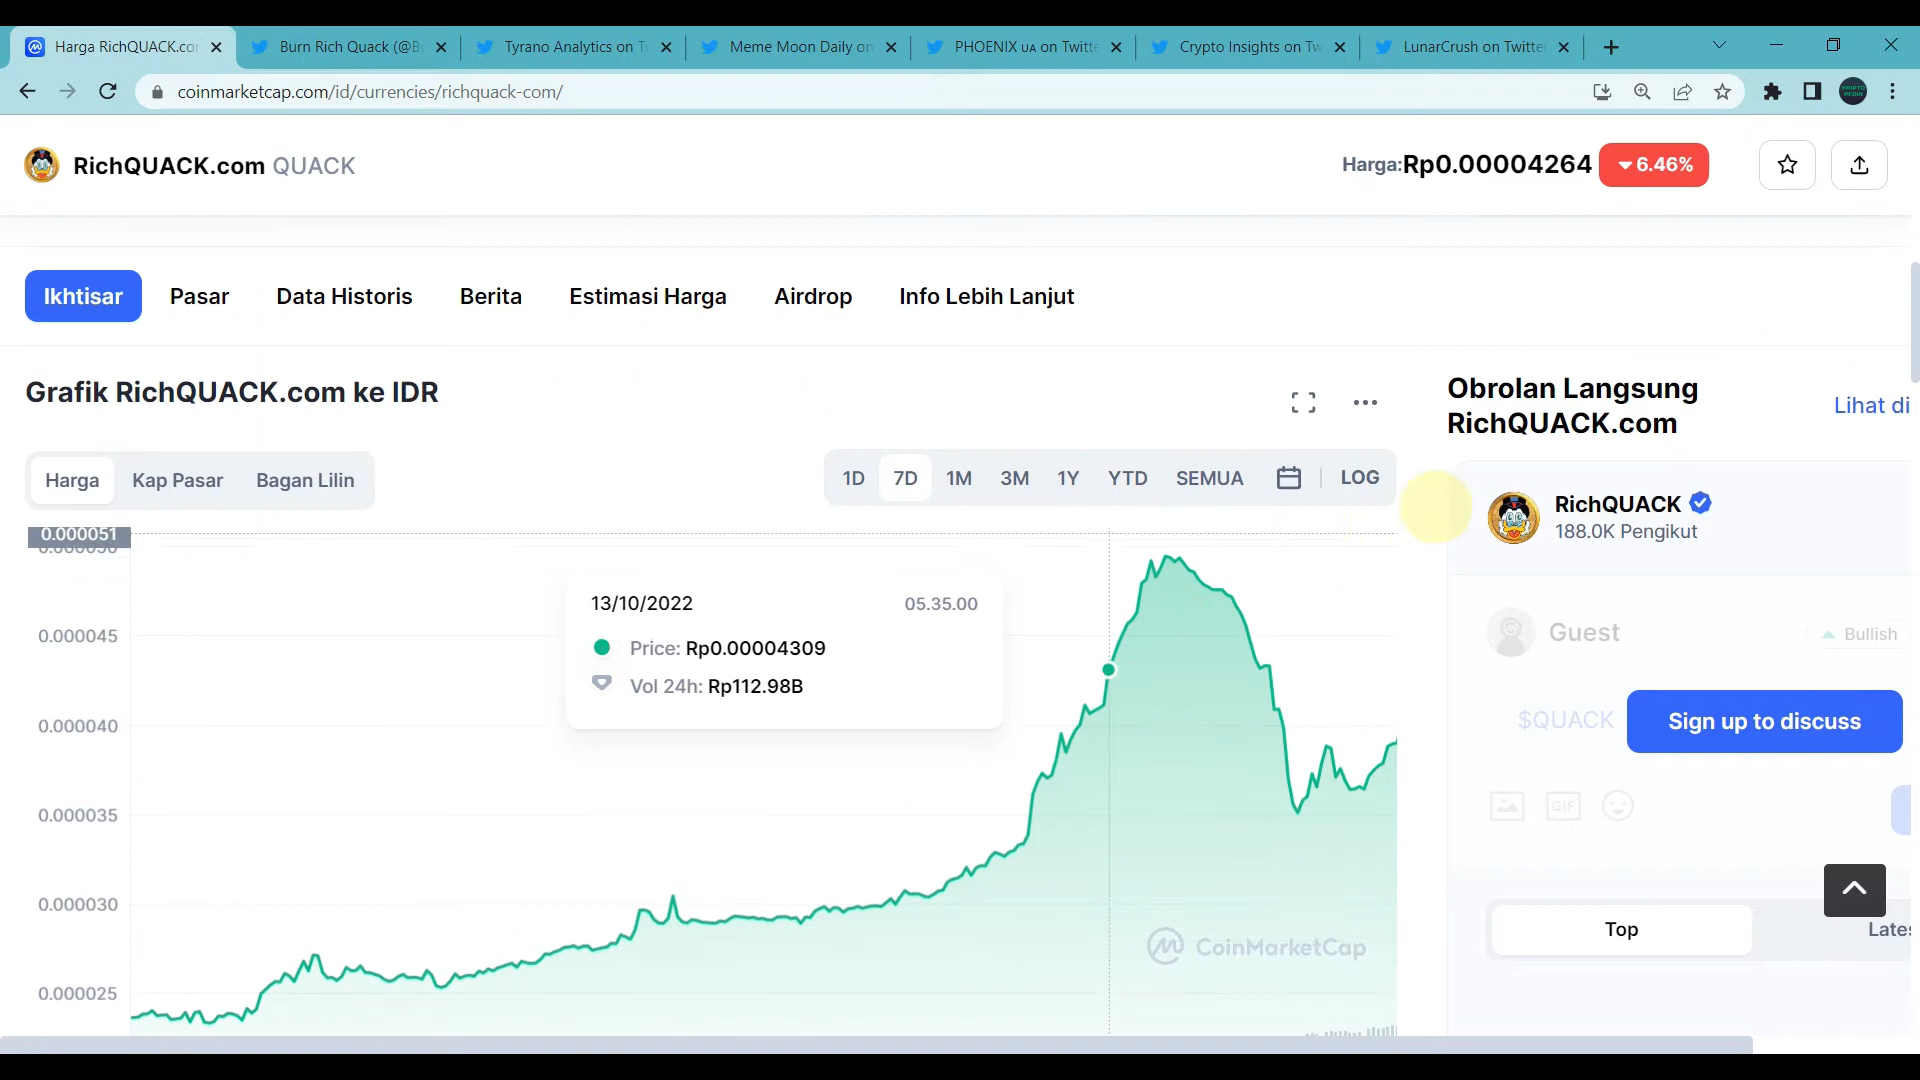 Harga RichQUACK.co
Burn Rich Quack (@B
Tyrano Analytics on T
Meme Moon Daily on
PHOENIX UA on Twitte
Crypto Insights on Tw
LunarCrush on Twitte
coinmarketcap.com/id/currencies/richquack-com/
RichQUACK.com QUACK
Harga:Rp0.00004264
6.46%
Ikhtisar
Pasar
Data Historis
Berita
Estimasi Harga
Airdrop
Info Lebih Lanjut
Grafik RichQUACK.com ke IDR
Harga
Kap Pasar
Bagan Lilin
1D
7D
1M
3M
1Y
YTD
SEMUA
LOG
0.000051
0.000050
0.000045
0.000040
0.000035
0.000030
0.000025
13/10/2022
05.35.00
Price: Rp0.00004309
Vol 24h: Rp112.98B
CoinMarketCap
Obrolan Langsung
RichQUACK.com
Lihat di
RichQUACK
188.0K Pengikut
Guest
Bullish
$QUACK
Sign up to discuss
GIF
Top
Lates